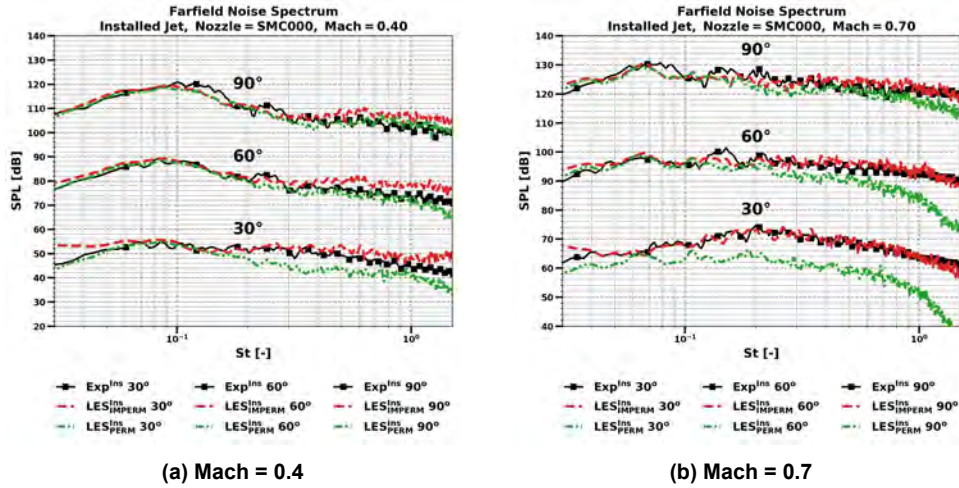 Farfield Noise Spectrum
Installed Jet, Nozzle = SMC000, Mach = 0.40
140
120
100
90
80
70
60
50
40
30
20
SPL [dB]
90°
60°
30°
10⁻¹
10⁰
St [-]
Exp^Ins 30° Exp^Ins 60° Exp^Ins 90°
LES^Ins_IMPERM 30° LES^Ins_IMPERM 60° LES^Ins_IMPERM 90°
LES^Ins_PERM 30° LES^Ins_PERM 60° LES^Ins_PERM 90°
(a) Mach = 0.4
Farfield Noise Spectrum
Installed Jet, Nozzle = SMC000, Mach = 0.70
140
130
120
100
90
80
70
60
50
40
SPL [dB]
90°
60°
30°
10⁻¹
10⁰
St [-]
Exp^Ins 30° Exp^Ins 60° Exp^Ins 90°
LES^Ins_IMPERM 30° LES^Ins_IMPERM 60° LES^Ins_IMPERM 90°
LES^Ins_PERM 30° LES^Ins_PERM 60° LES^Ins_PERM 90°
(b) Mach = 0.7